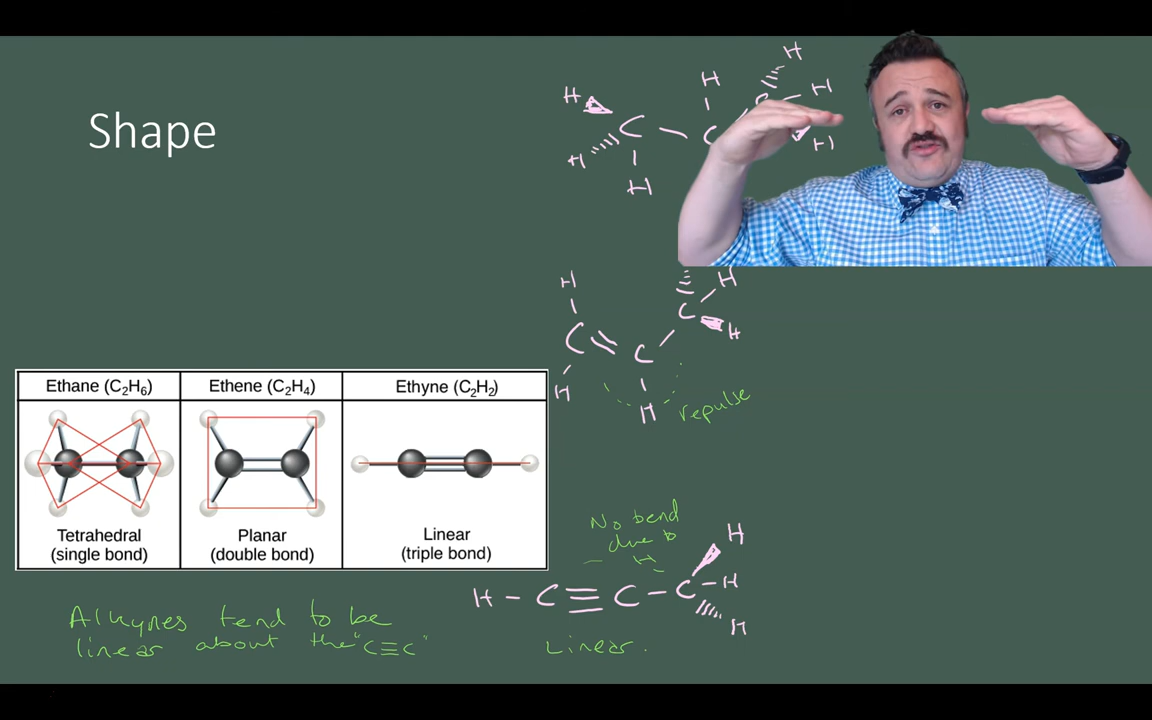 Shape
H
H
H
H
C
C
H
H
H
H
H
H
C
C
C
H
H
H
repulse
Ethane (C₂H₆)
Ethene (C₂H₄)
Ethyne (C₂H₂)
Tetrahedral
(single bond)
Planar
(double bond)
Linear
(triple bond)
No bend
due to
H
H - C ≡ C - C - H
H
H
Alkynes tend to be
linear about the "C≡C"
Linear.